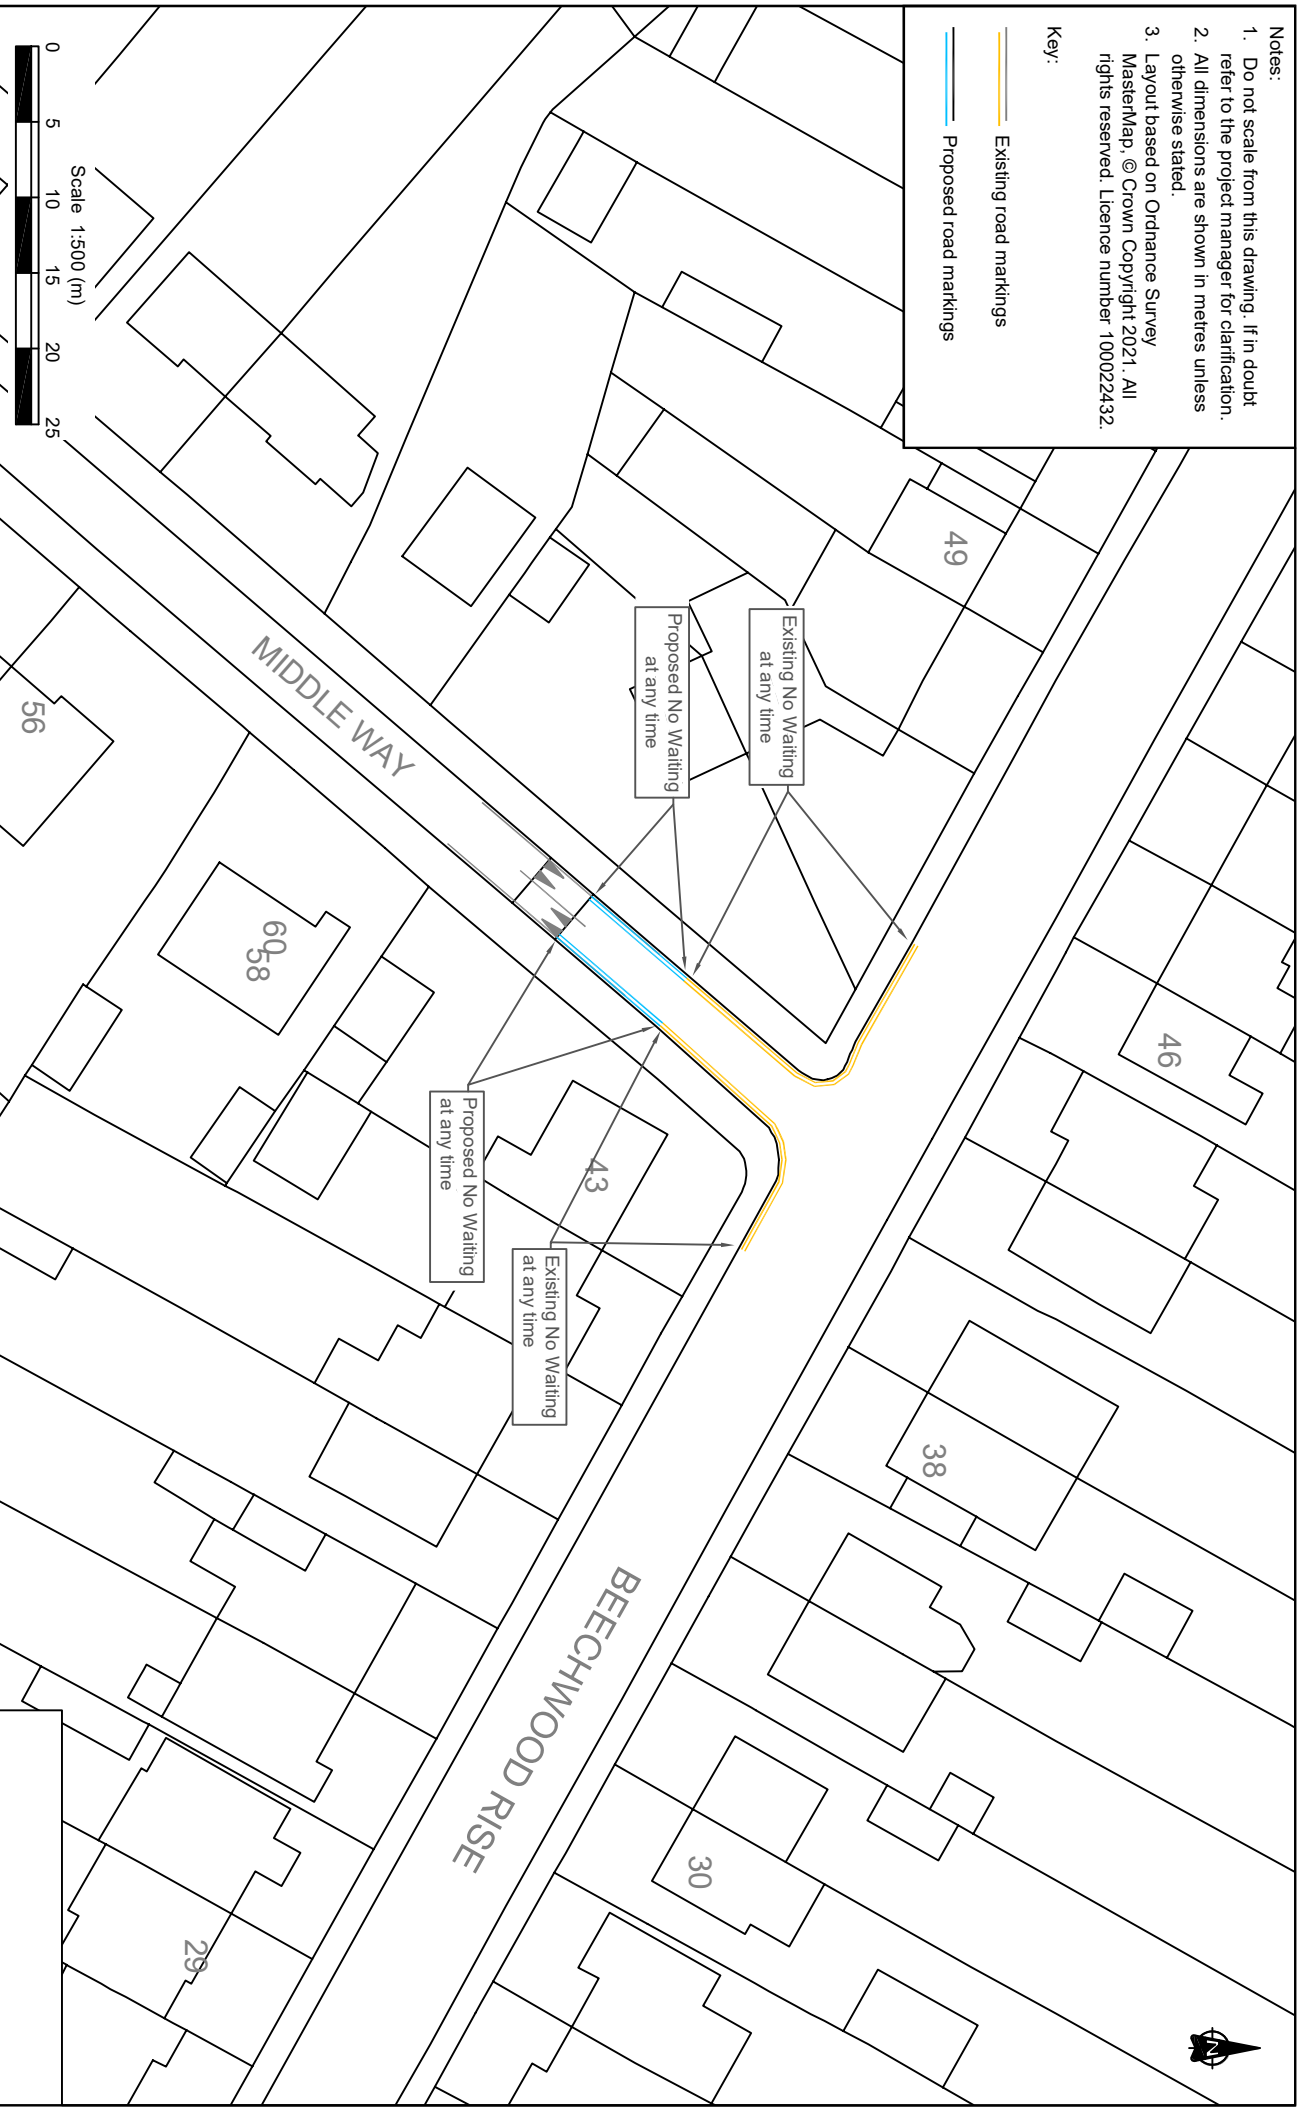 Notes:
1. Do not scale from this drawing. If in doubt
refer to the project manager for clarification.
2. All dimensions are shown in metres unless
otherwise stated.
3. Layout based on Ordnance Survey
MasterMap, © Crown Copyright 2021. All
rights reserved. Licence number 100022432.
Key:
Existing road markings
Proposed road markings
49
46
38
30
Existing No Waiting
at any time
Proposed No Waiting
at any time
43
Existing No Waiting
at any time
Proposed No Waiting
at any time
MIDDLE WAY
BEECHWOOD RISE
60
58
56
29
N
Scale 1:500 (m)
0 5 10 15 20 25